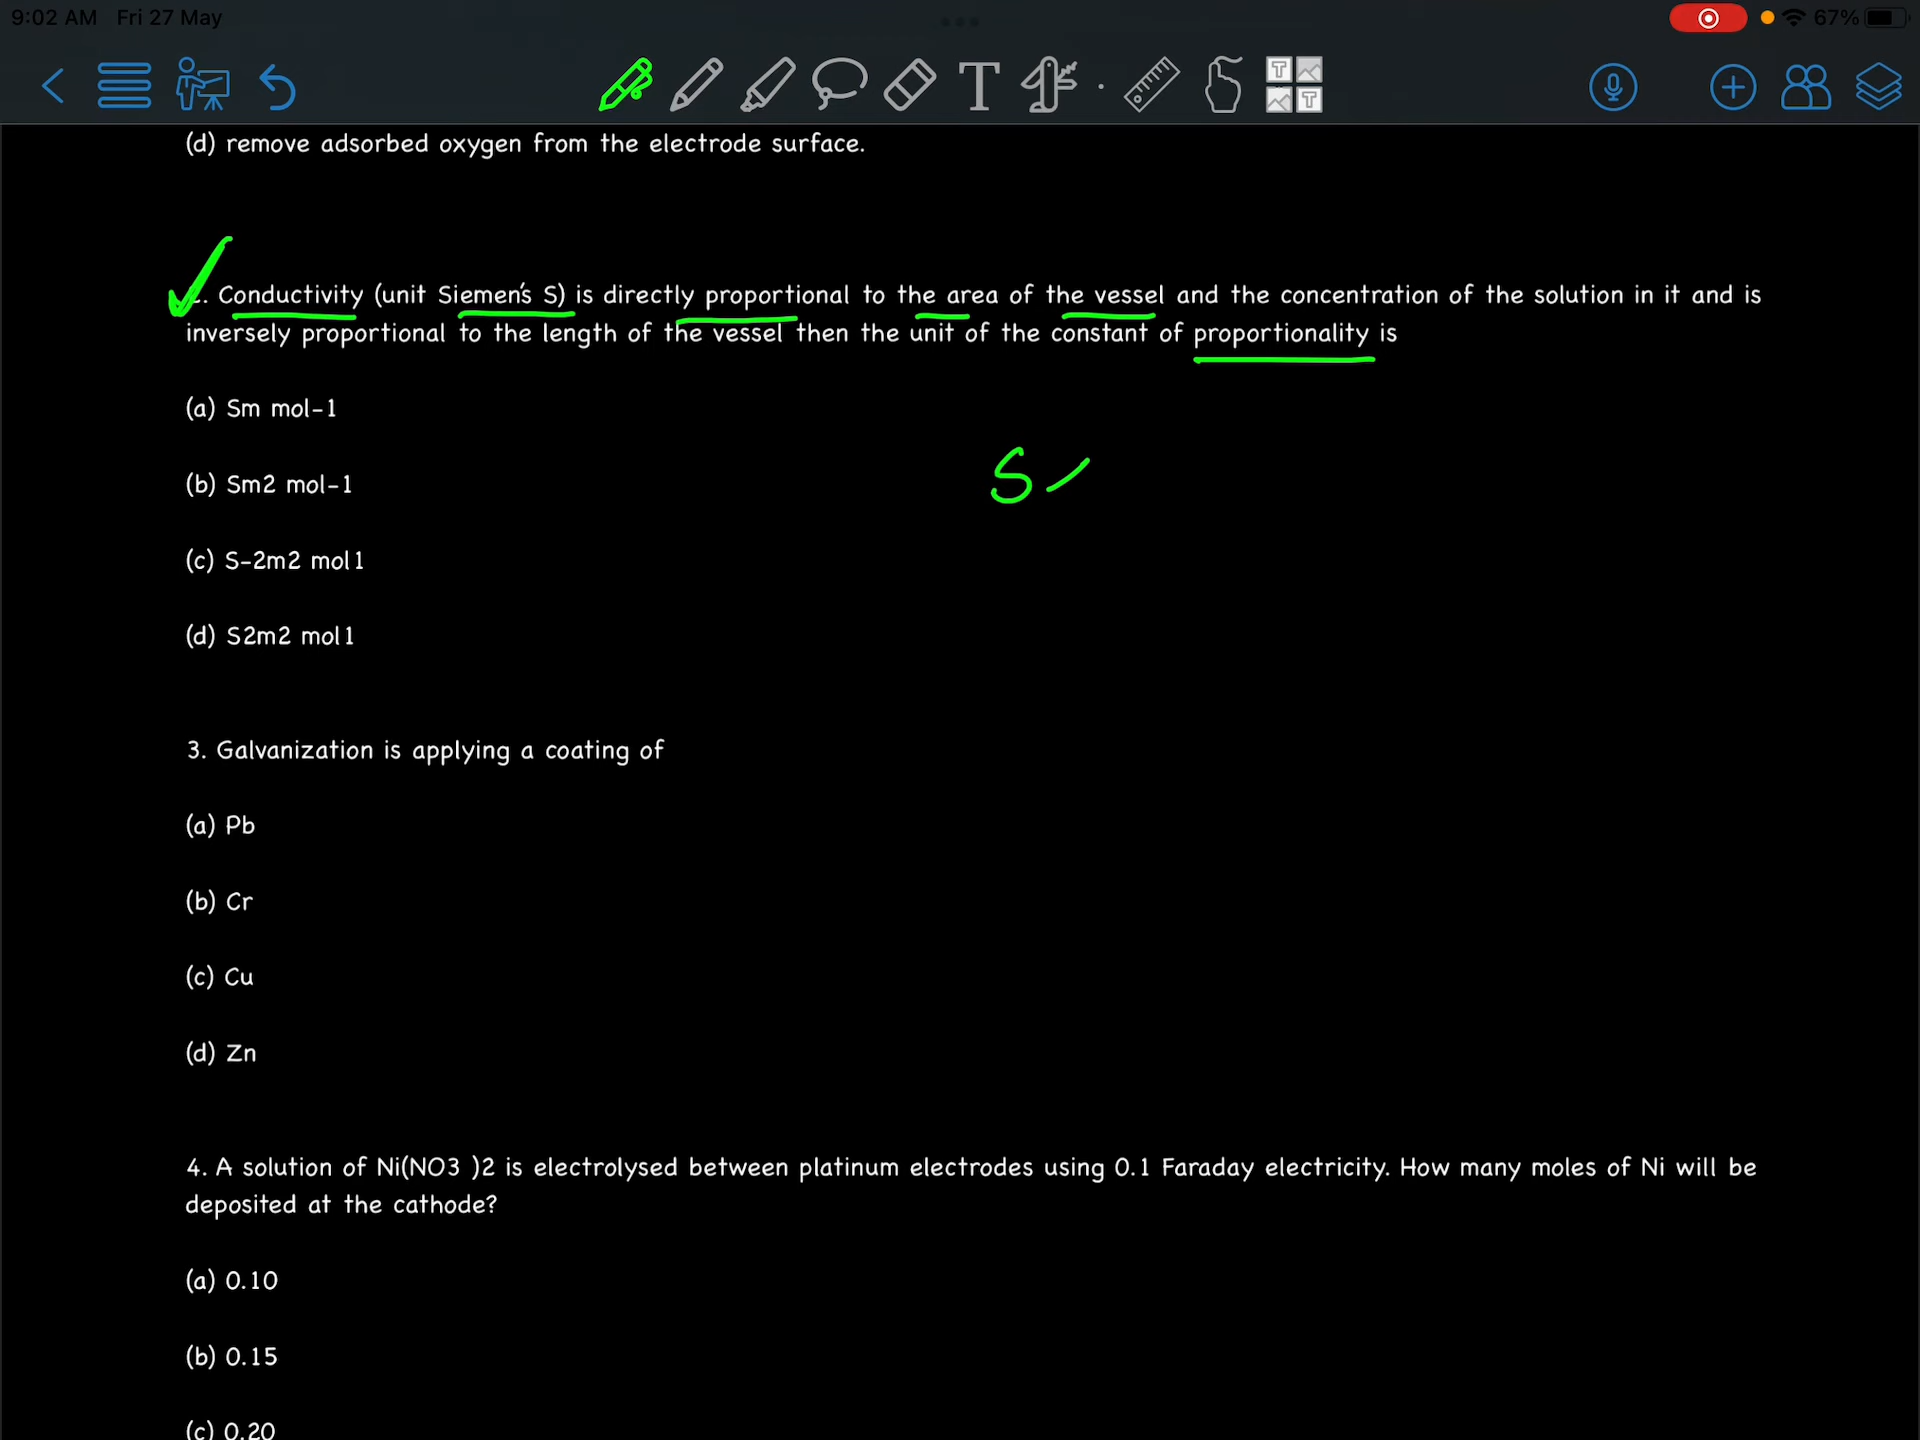 9:02 AM Fri 27 May
67%
(d) remove adsorbed oxygen from the electrode surface.
. Conductivity (unit Siemen's S) is directly proportional to the area of the vessel and the concentration of the solution in it and is
inversely proportional to the length of the vessel then the unit of the constant of proportionality is
(a) Sm mol-1
(b) Sm2 mol-1
S
(c) S-2m2 mol1
(d) S2m2 mol1
3. Galvanization is applying a coating of
(a) Pb
(b) Cr
(c) Cu
(d) Zn
4. A solution of Ni(NO3 )2 is electrolysed between platinum electrodes using 0.1 Faraday electricity. How many moles of Ni will be
deposited at the cathode?
(a) 0.10
(b) 0.15
(c) 0.20